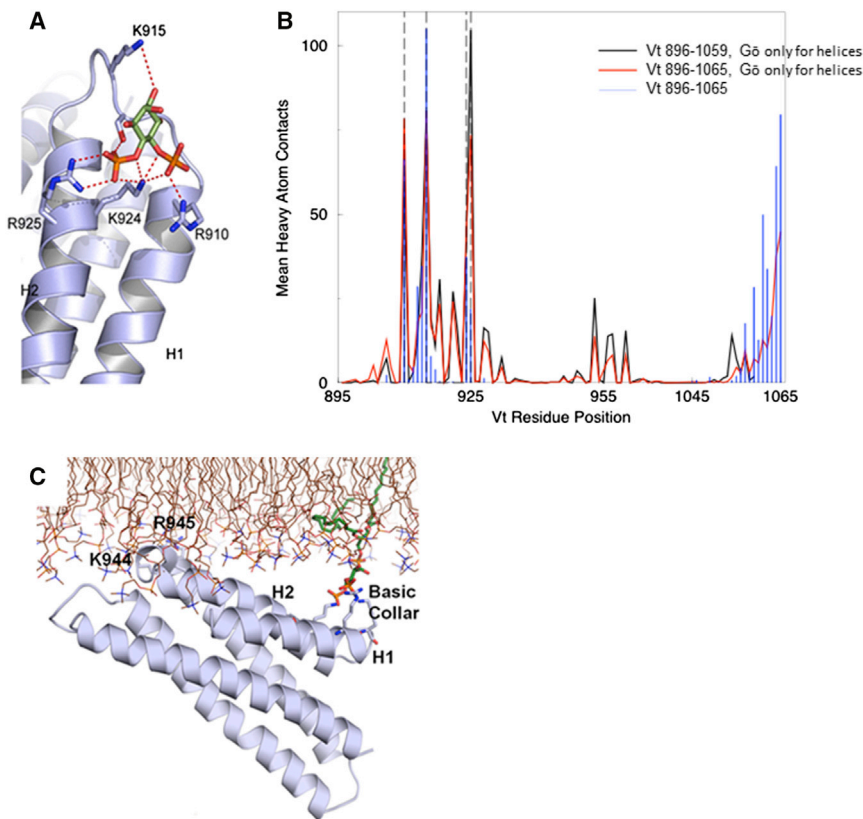 A
K915
R925
K924
R910
H2
H1
B
100
50
0
Mean Heavy Atom Contacts
Vt 896-1059, Gō only for helices
Vt 896-1065, Gō only for helices
Vt 896-1065
895
925
955
1045
1065
Vt Residue Position
C
R945
K944
H2
Basic
Collar
H1